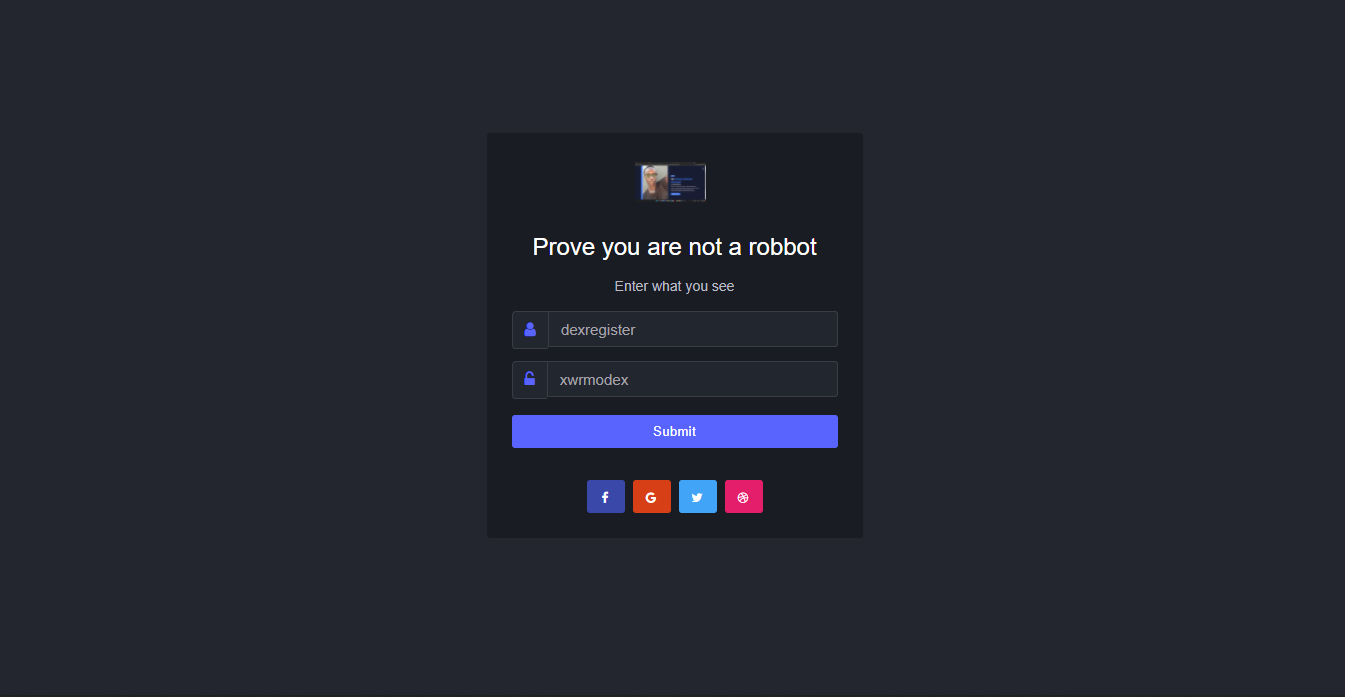 Prove you are not a robbot
Enter what you see
dexregister
xwrmodex
Submit